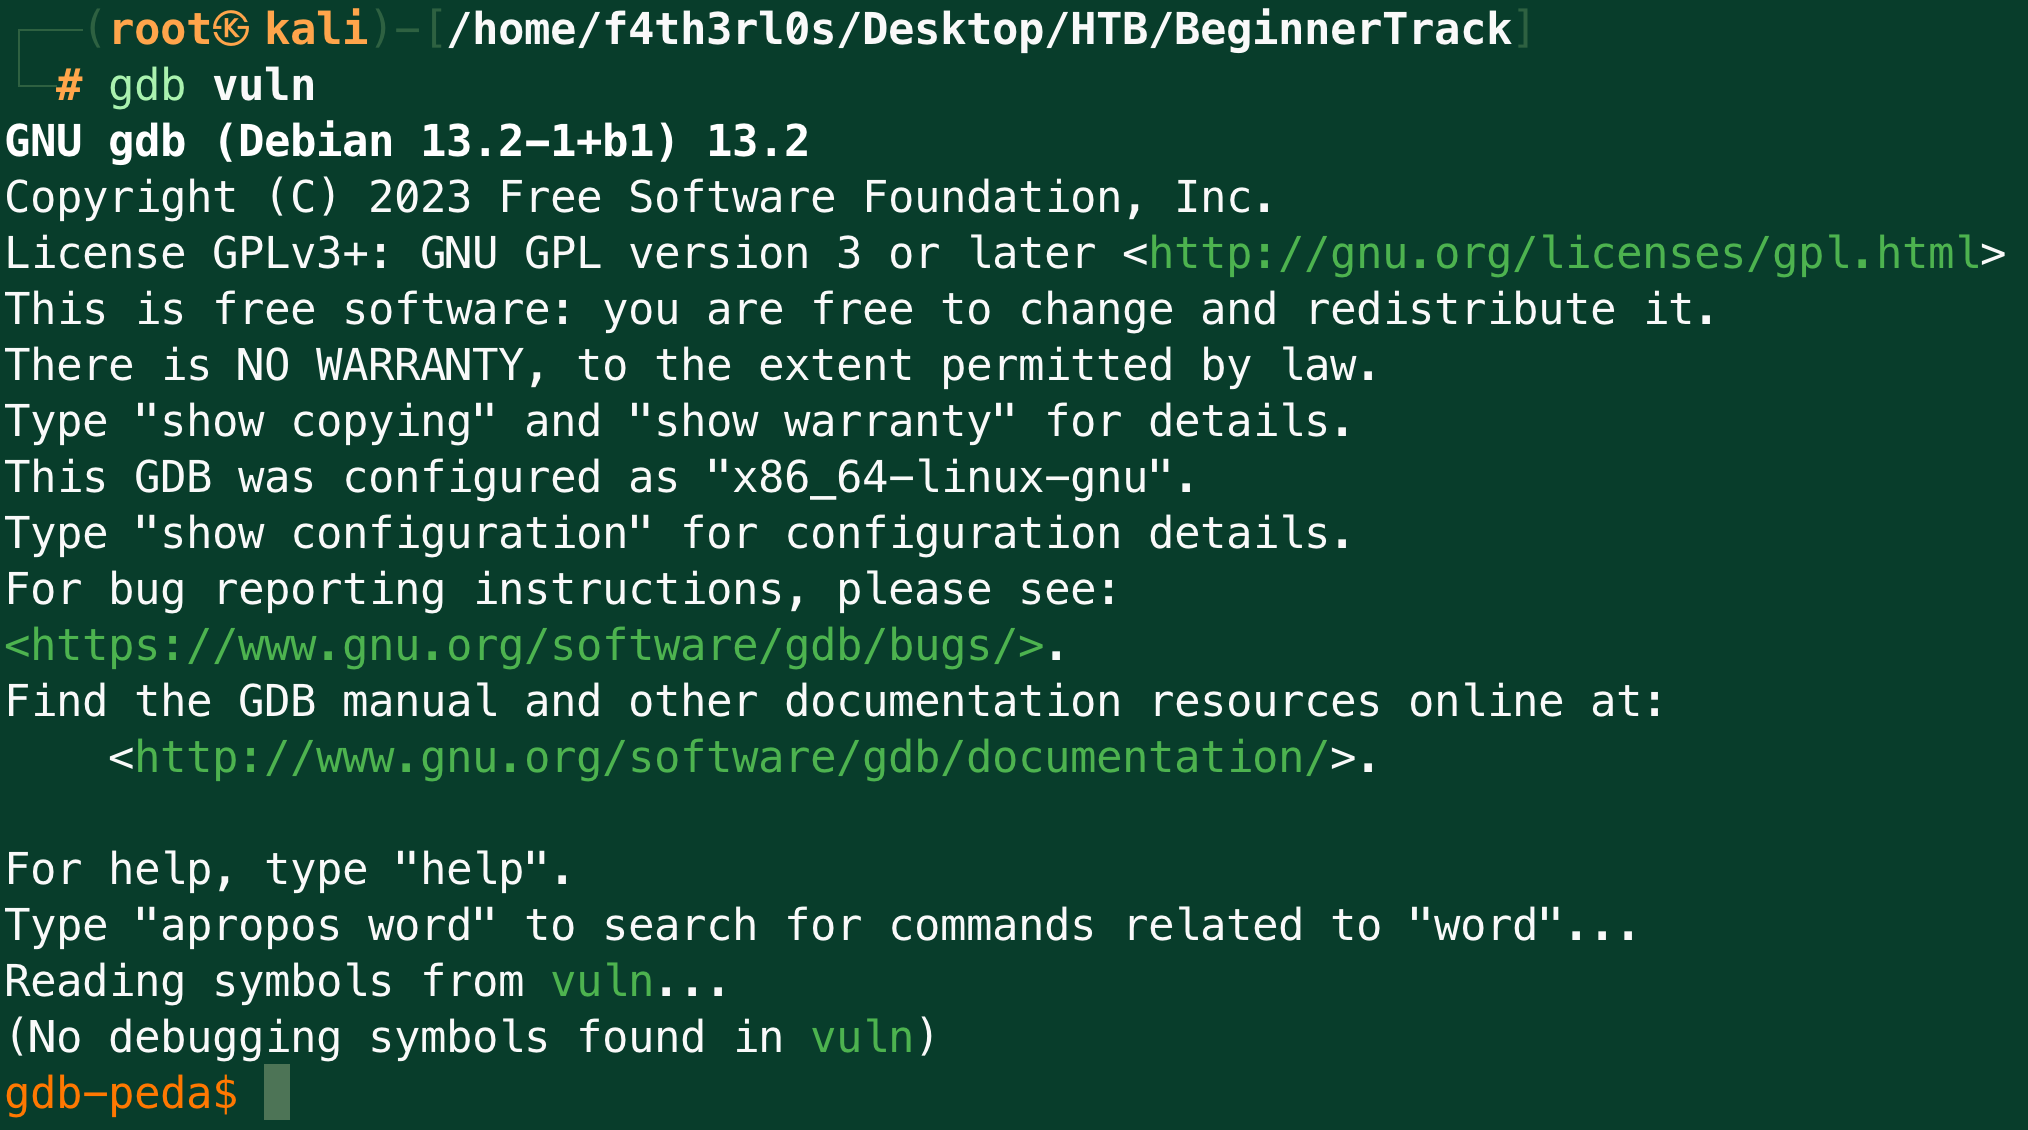 ┌──(root㉿kali)-[/home/f4th3rl0s/Desktop/HTB/BeginnerTrack]
└─# gdb vuln
GNU gdb (Debian 13.2-1+b1) 13.2
Copyright (C) 2023 Free Software Foundation, Inc.
License GPLv3+: GNU GPL version 3 or later <http://gnu.org/licenses/gpl.html>
This is free software: you are free to change and redistribute it.
There is NO WARRANTY, to the extent permitted by law.
Type "show copying" and "show warranty" for details.
This GDB was configured as "x86_64-linux-gnu".
Type "show configuration" for configuration details.
For bug reporting instructions, please see:
<https://www.gnu.org/software/gdb/bugs/>.
Find the GDB manual and other documentation resources online at:
    <http://www.gnu.org/software/gdb/documentation/>.

For help, type "help".
Type "apropos word" to search for commands related to "word"...
Reading symbols from vuln...
(No debugging symbols found in vuln)
gdb-peda$